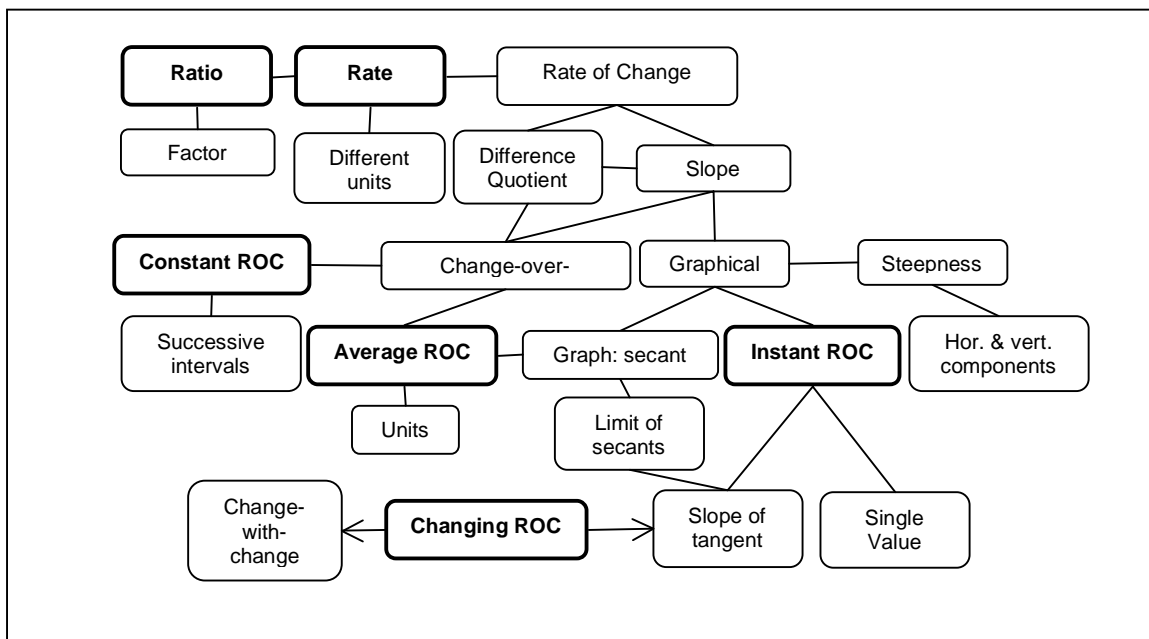 Ratio
Rate
Rate of Change
Factor
Different
units
Difference
Quotient
Slope
Constant ROC
Change-over-
Graphical
Steepness
Successive
intervals
Average ROC
Graph: secant
Instant ROC
Hor. & vert.
components
Units
Limit of
secants
Change-
with-
change
Changing ROC
Slope of
tangent
Single
Value